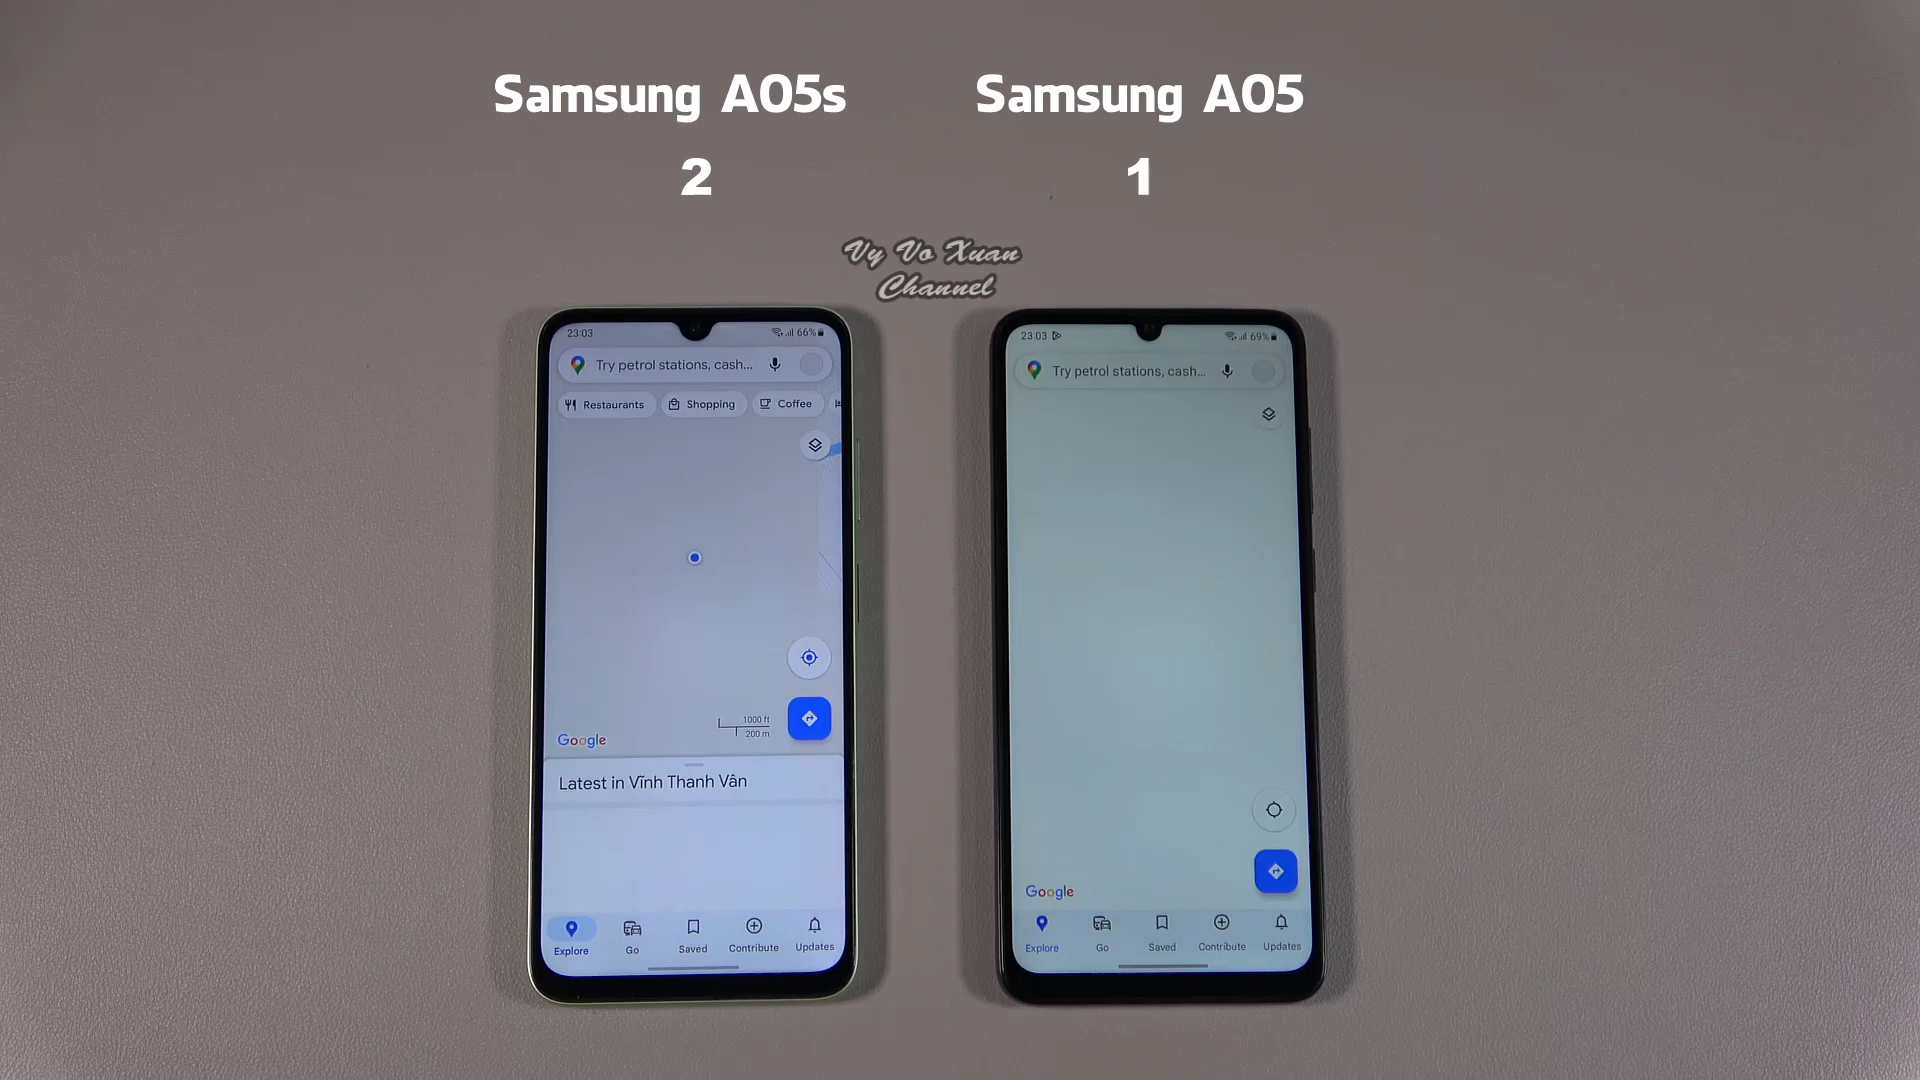 Samsung A05s
Samsung A05
2
1
Vy Vo Xuan
Channel
23:03
66%
Try petrol stations, cash...
Restaurants
Shopping
Coffee
1000 ft
200 m
Google
Latest in Vĩnh Thanh Vân
Explore
Go
Saved
Contribute
Updates
23:03
69%
Try petrol stations, cash...
Google
Explore
Go
Saved
Contribute
Updates